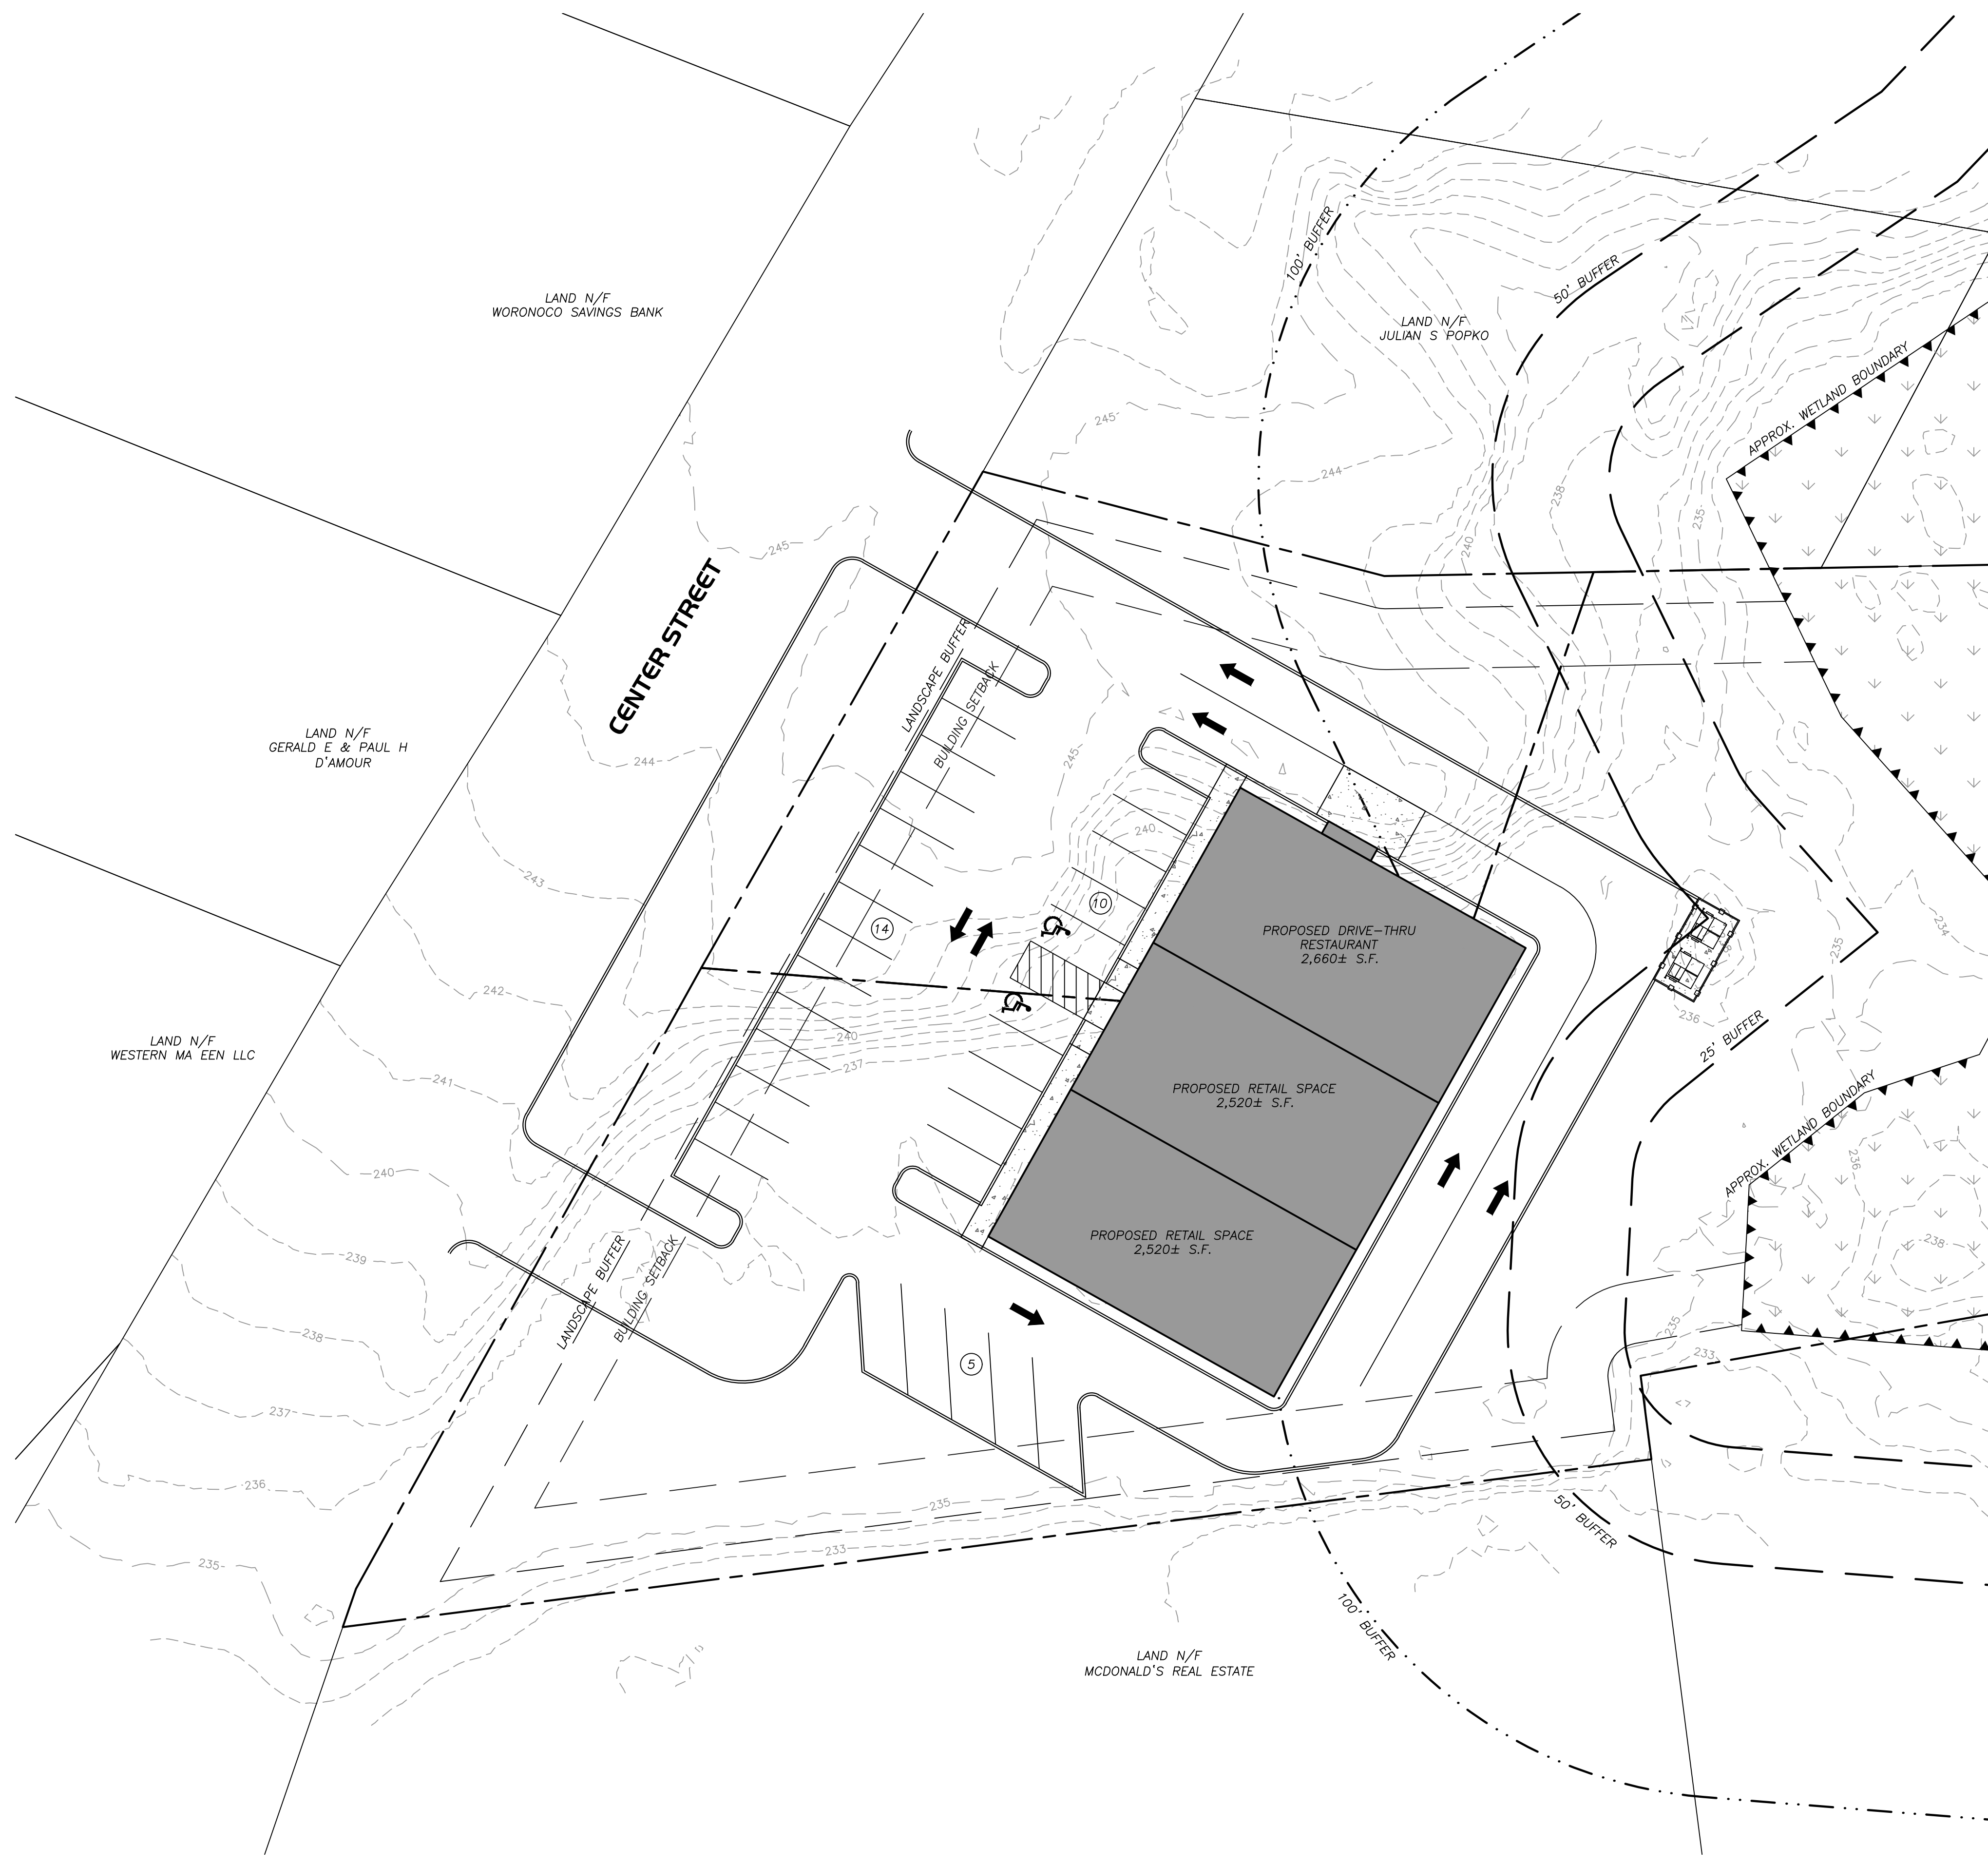 LAND N/F
WORONOCO SAVINGS BANK
100' BUFFER
50' BUFFER
LAND N/F
JULIAN S POPKO
APPROX. WETLAND BOUNDARY
245
244
238
235
240
245
CENTER STREET
LANDSCAPE BUFFER
BUILDING SETBACK
LAND N/F
GERALD E & PAUL H
D'AMOUR
244
245
240
243
10
14
PROPOSED DRIVE-THRU
RESTAURANT
2,660± S.F.
234
235
242
236
25' BUFFER
LAND N/F
WESTERN MA EEN LLC
240
237
241
PROPOSED RETAIL SPACE
2,520± S.F.
APPROX. WETLAND BOUNDARY
236
240
PROPOSED RETAIL SPACE
2,520± S.F.
238
239
LANDSCAPE BUFFER
BUILDING SETBACK
238
235
233
5
237
236
235
50' BUFFER
233
235
100' BUFFER
LAND N/F
MCDONALD'S REAL ESTATE